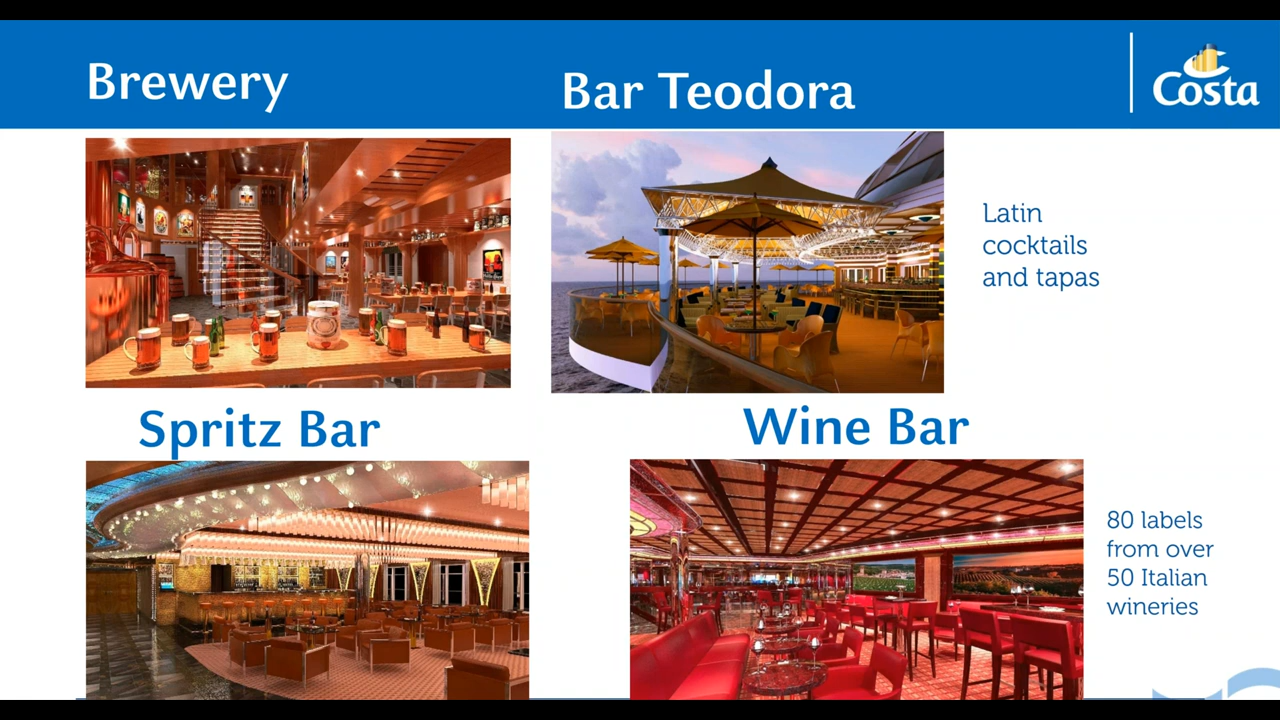 Brewery
Bar Teodora
Costa
Latin
cocktails
and tapas
Spritz Bar
Wine Bar
80 labels
from over
50 Italian
wineries